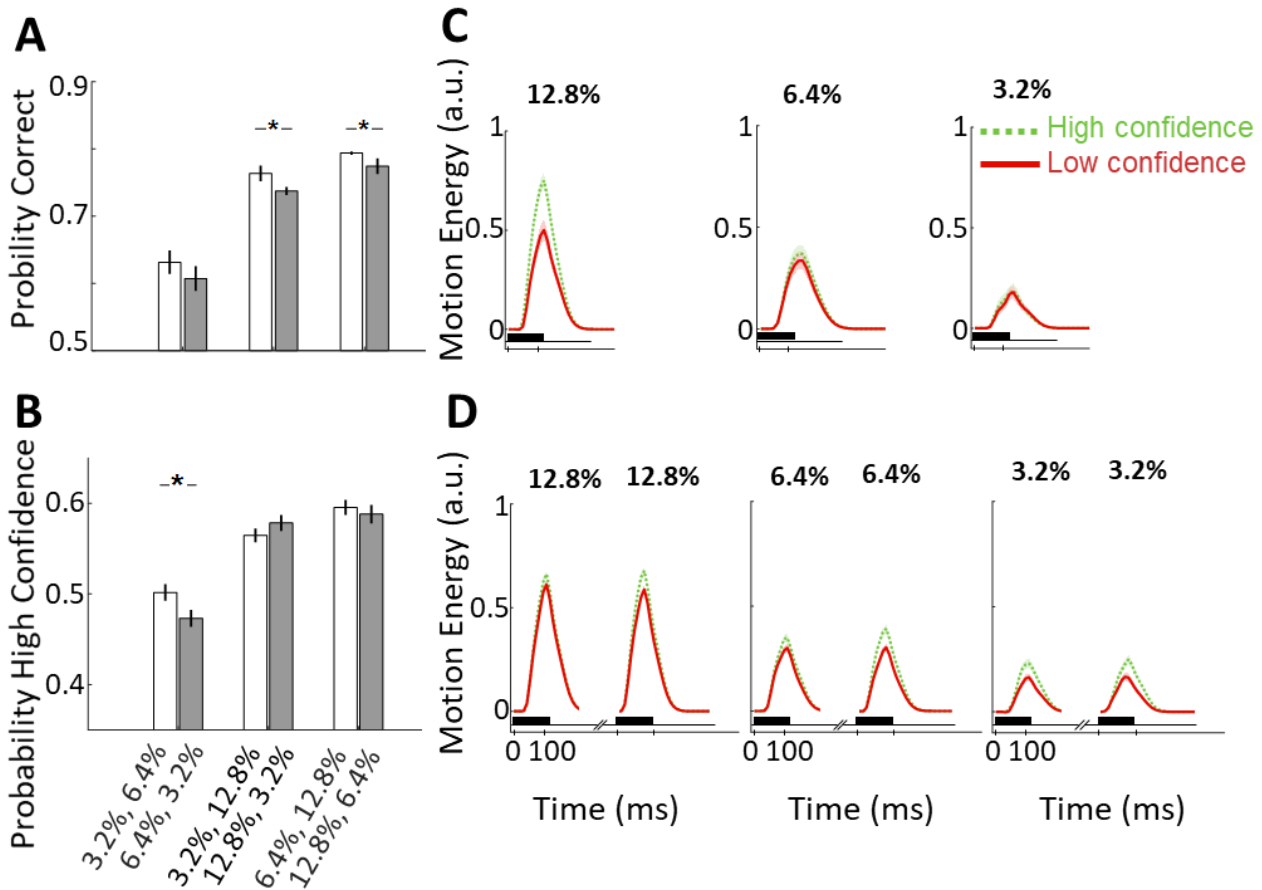 A
Probility Correct
0.9
0.7
0.5
-*-
-*-
B
Probability High Confidence
0.6
0.5
0.4
-*-
3.2%, 6.4%
6.4%, 3.2%
3.2%, 12.8%
12.8%, 3.2%
6.4%, 12.8%
12.8%, 6.4%
C
Motion Energy (a.u.)
12.8%
1
0.5
0
6.4%
1
0.5
0
3.2%
1
0.5
0
High confidence
Low confidence
D
Motion Energy (a.u.)
12.8% 12.8%
1
0.5
0
0 100
Time (ms)
6.4% 6.4%
0 100
Time (ms)
3.2% 3.2%
0 100
Time (ms)